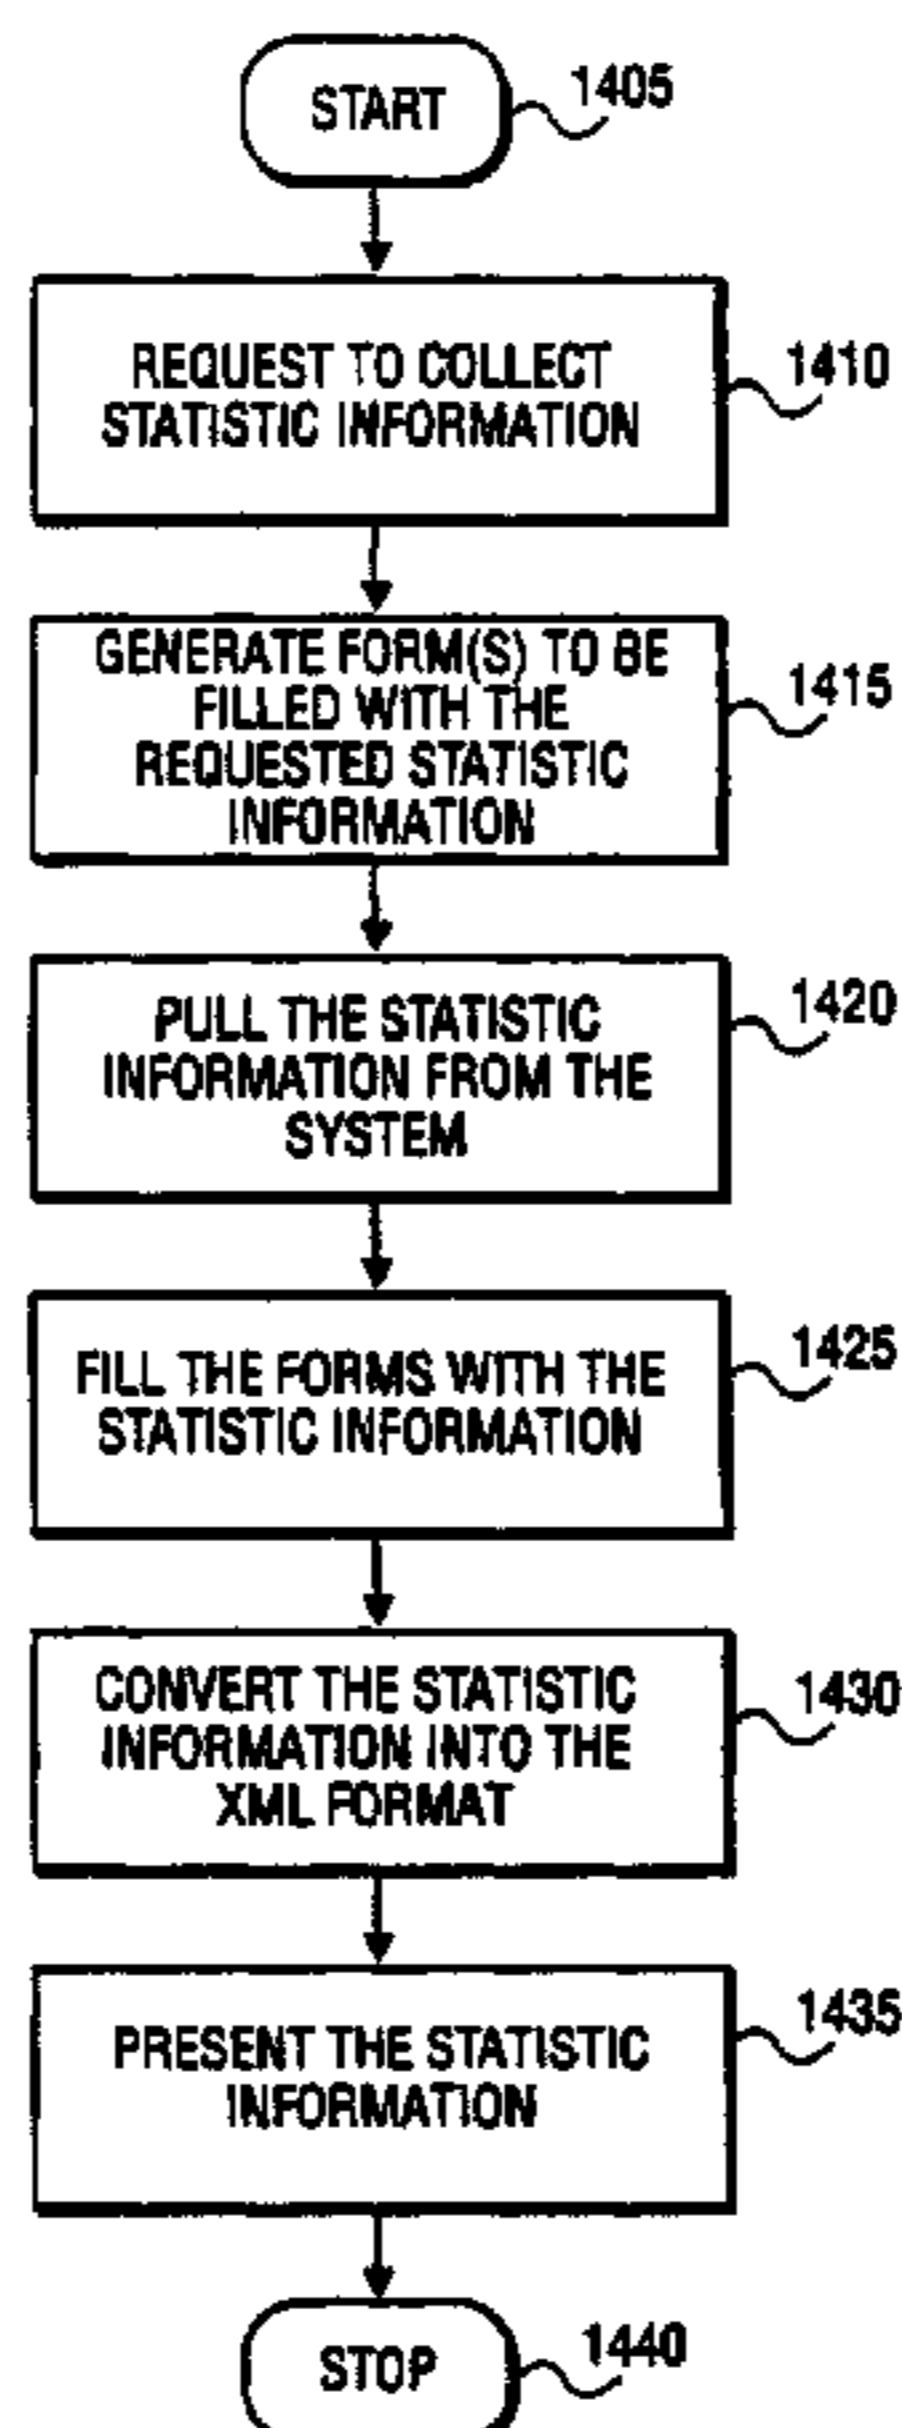 START
1405
REQUEST TO COLLECT
STATISTIC INFORMATION
1410
GENERATE FORM(S) TO BE
FILLED WITH THE
REQUESTED STATISTIC
INFORMATION
1415
PULL THE STATISTIC
INFORMATION FROM THE
SYSTEM
1420
FILL THE FORMS WITH THE
STATISTIC INFORMATION
1425
CONVERT THE STATISTIC
INFORMATION INTO THE
XML FORMAT
1430
PRESENT THE STATISTIC
INFORMATION
1435
STOP
1440